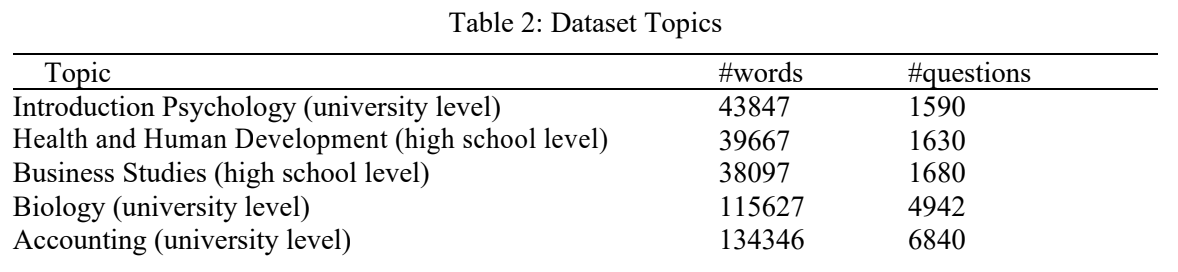 Table 2: Dataset Topics
Topic #words #questions
Introduction Psychology (university level) 43847 1590
Health and Human Development (high school level) 39667 1630
Business Studies (high school level) 38097 1680
Biology (university level) 115627 4942
Accounting (university level) 134346 6840